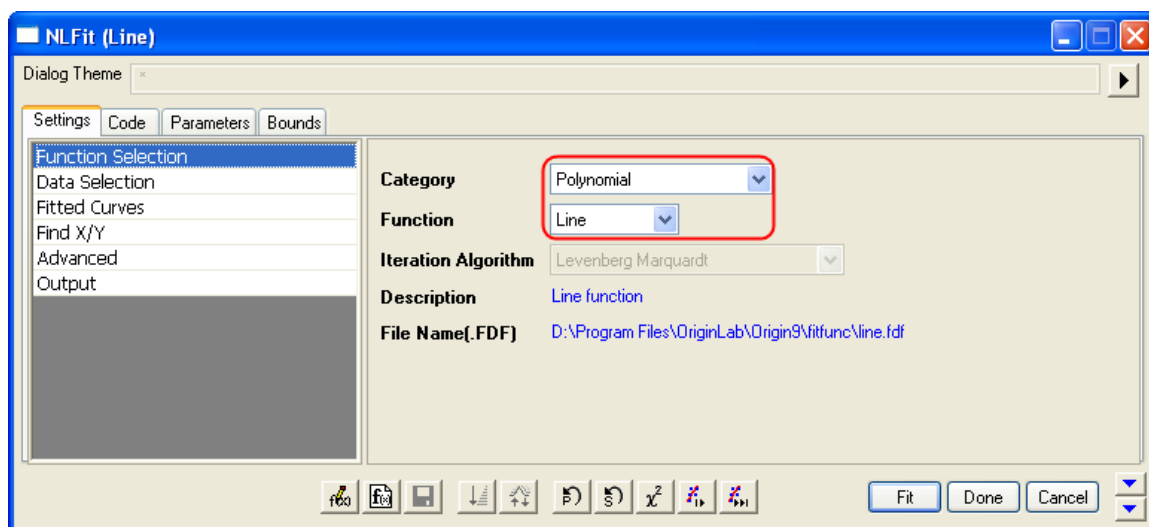 NLFit (Line)
Dialog Theme *
Settings Code Parameters Bounds
Function Selection
Data Selection
Fitted Curves
Find X/Y
Advanced
Output
Category Polynomial
Function Line
Iteration Algorithm Levenberg Marquardt
Description Line function
File Name(.FDF) D:\Program Files\OriginLab\Origin9\fitfunc\line.fdf
χ²
Fit Done Cancel